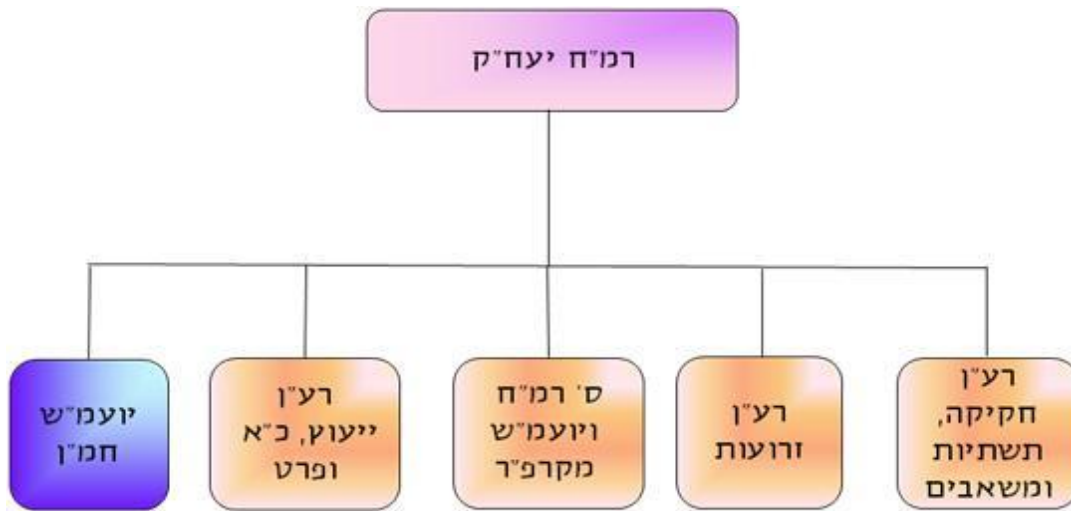 רמ״ח יעח״ק
רע״ן
חקיקה,
תשתיות
ומשאבים
רע״ן
זרועות
ס׳ רמ״ח
ויועמ״ש
מקרפ״ר
רע״ן
ייעוץ, כ״א
ופרט
יועמ״ש
חמ״ן